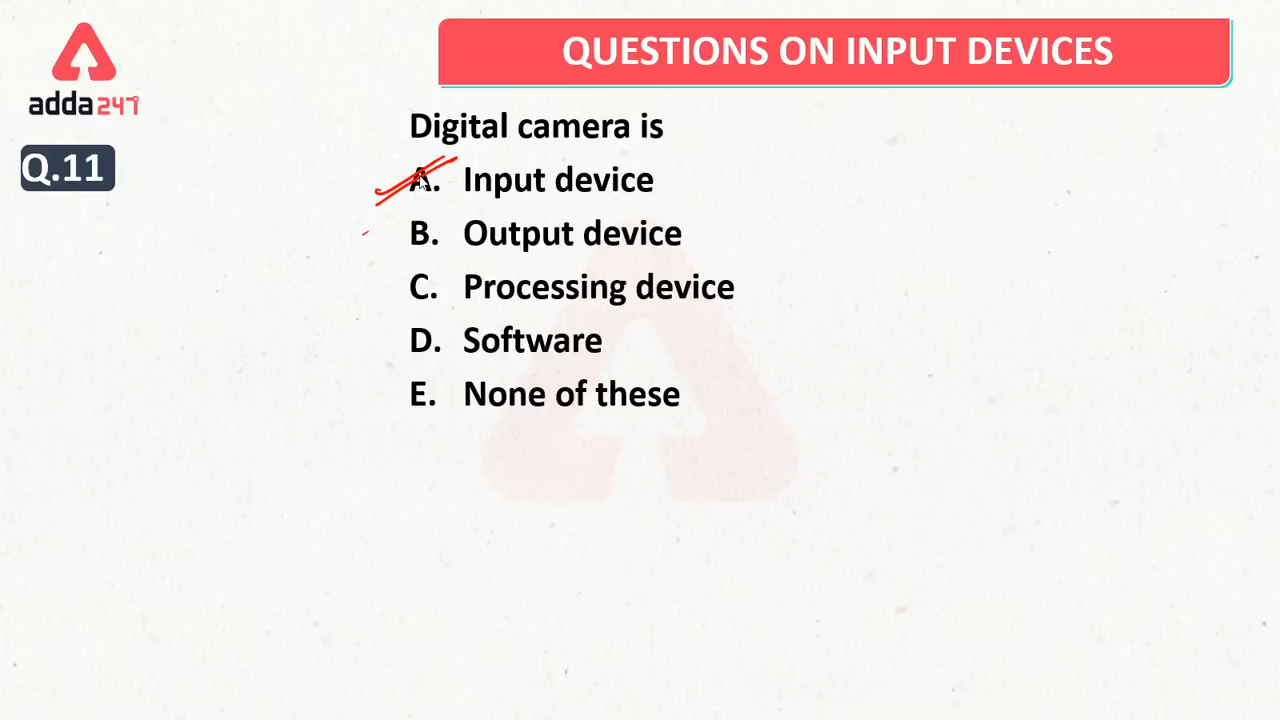 adda247
QUESTIONS ON INPUT DEVICES
Q.11
Digital camera is
A. Input device
B. Output device
C. Processing device
D. Software
E. None of these